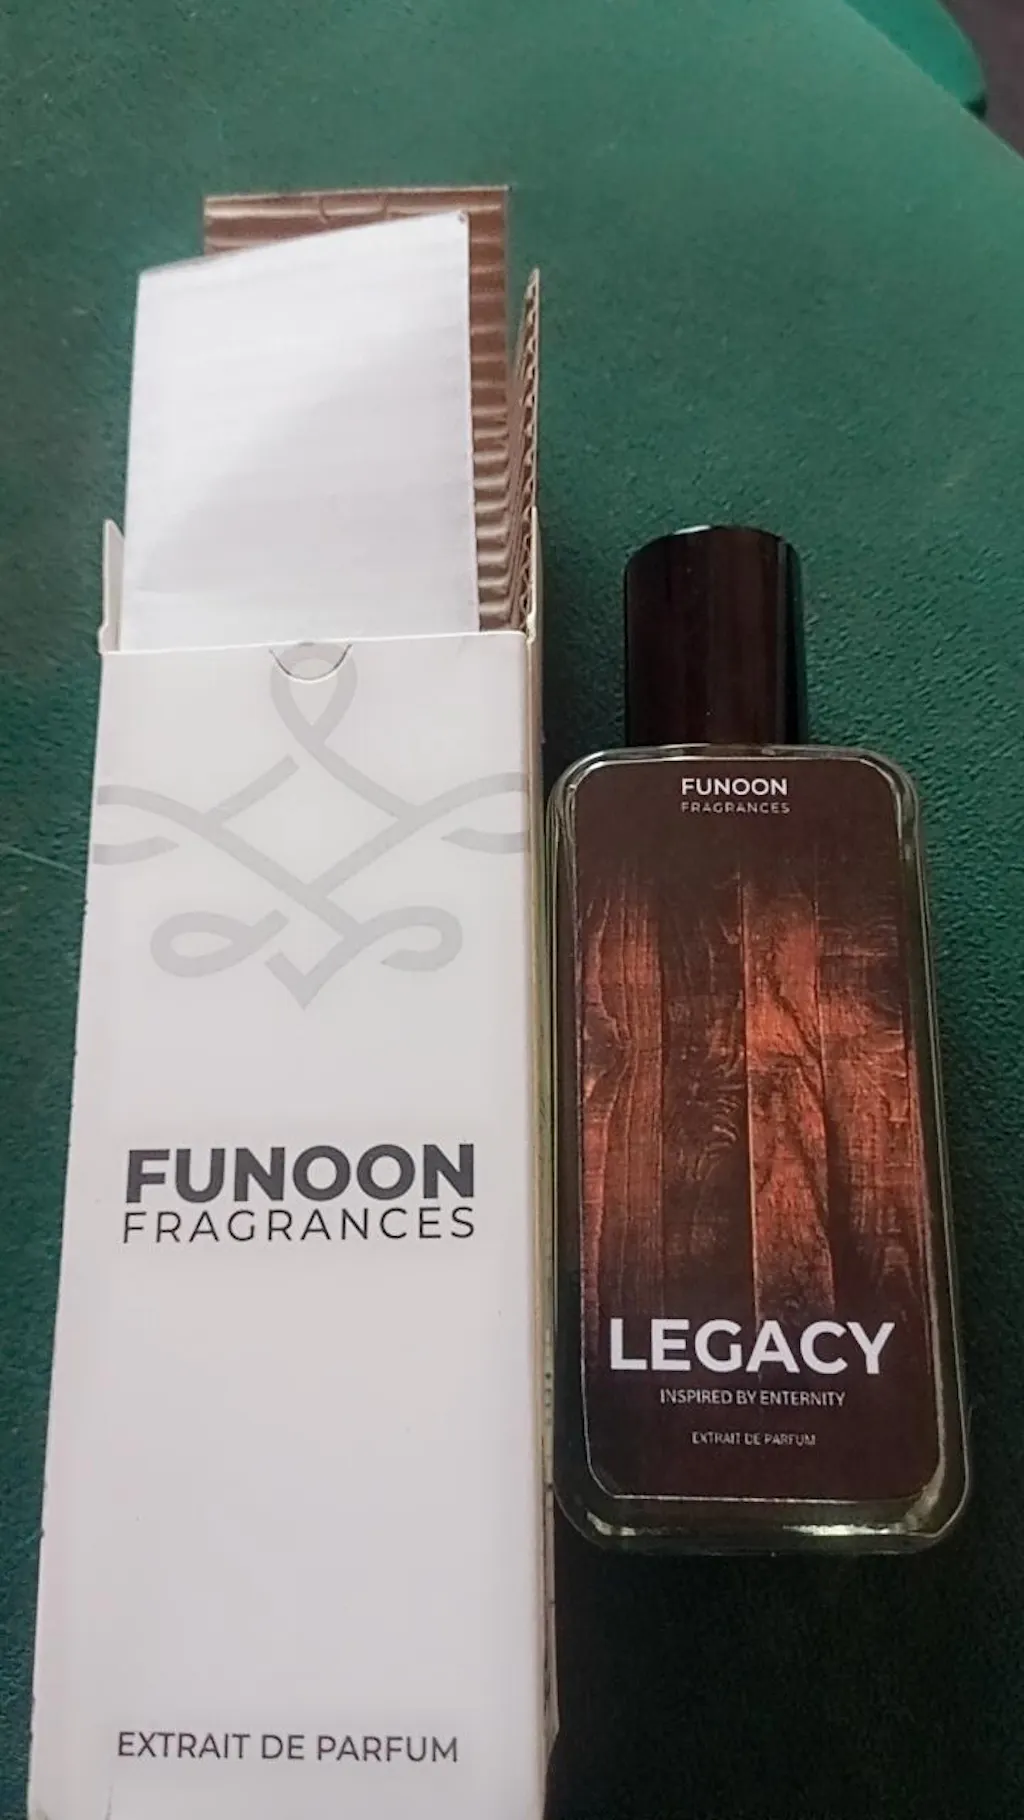 FUNOON
FRAGRANCES
EXTRAIT DE PARFUM
FUNOON
FRAGRANCES
LEGACY
INSPIRED BY ENTERNITY
EXTRAIT DE PARFUM